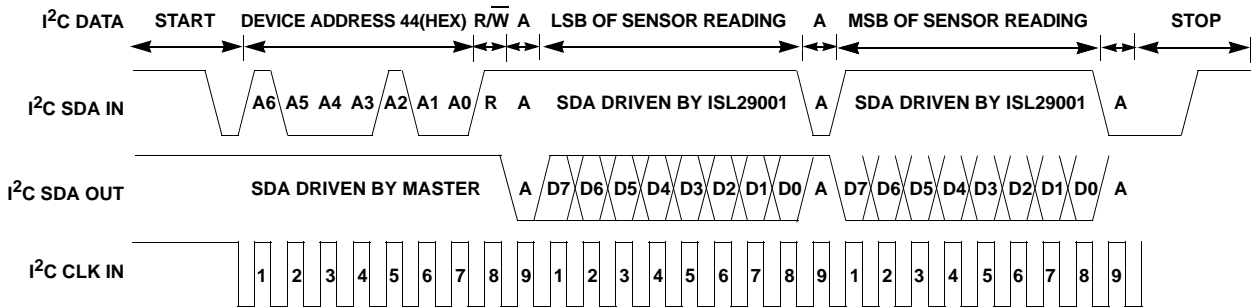 I2C DATA START DEVICE ADDRESS 44(HEX) R/W A LSB OF SENSOR READING A MSB OF SENSOR READING STOP
I2C SDA IN A6 A5 A4 A3 A2 A1 A0 R A SDA DRIVEN BY ISL29001 A SDA DRIVEN BY ISL29001 A
I2C SDA OUT SDA DRIVEN BY MASTER A D7 D6 D5 D4 D3 D2 D1 D0 A D7 D6 D5 D4 D3 D2 D1 D0 A
I2C CLK IN 1 2 3 4 5 6 7 8 9 1 2 3 4 5 6 7 8 9 1 2 3 4 5 6 7 8 9